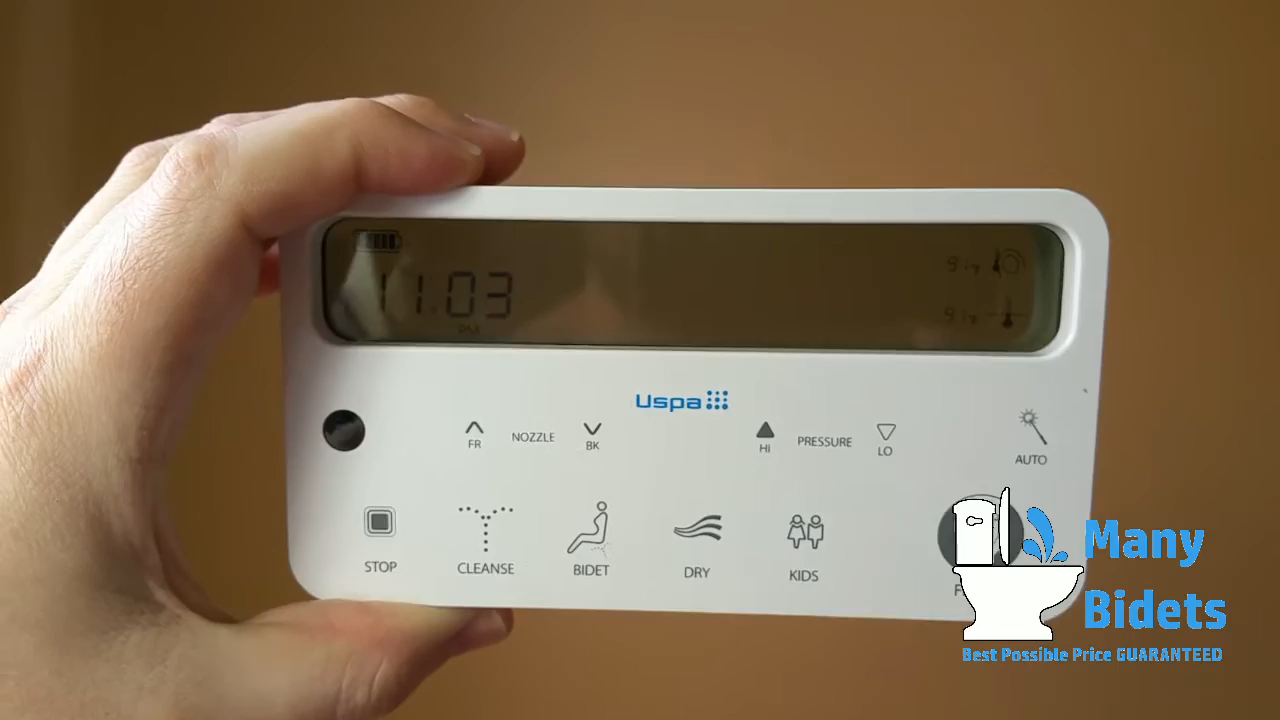 11:03
PM
Uspa
FR
NOZZLE
BK
HI
PRESSURE
LO
AUTO
STOP
CLEANSE
BIDET
DRY
KIDS
Many
Bidets
Best Possible Price GUARANTEED